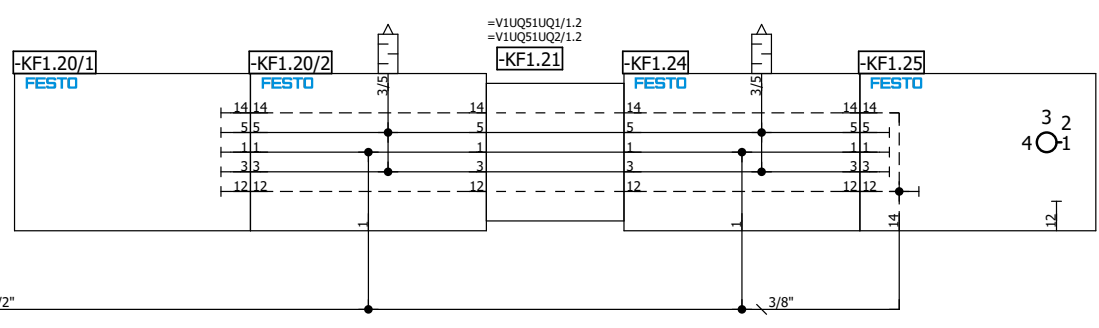 =V1UQ51UQ1/1.2
=V1UQ51UQ2/1.2
-KF1.20/1 -KF1.20/2 -KF1.21 -KF1.24 -KF1.25
FESTO FESTO FESTO FESTO
3/5 3/5
14 14 14 14 14 14
5 5 5 5 5 5
1 1 1 1 1 1
3 3 3 3 3 3
12 12 12 12 12 12
3 2
4 1
1 1 14 12
/2" 3/8"